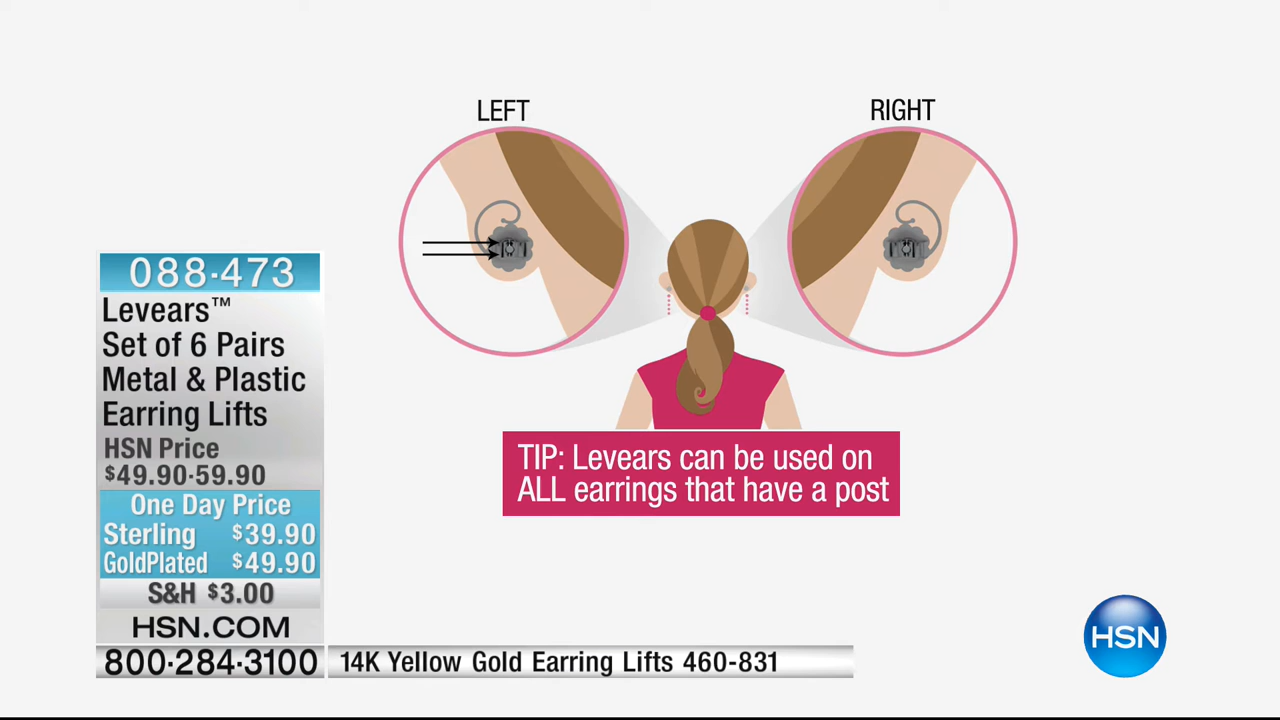 LEFT
RIGHT
088·473
Levears™
Set of 6 Pairs
Metal & Plastic
Earring Lifts
HSN Price
$49.90-59.90
One Day Price
Sterling $39.90
GoldPlated $49.90
S&H $3.00
HSN.COM
800·284·3100
14K Yellow Gold Earring Lifts 460-831
TIP: Levears can be used on
ALL earrings that have a post
HSN